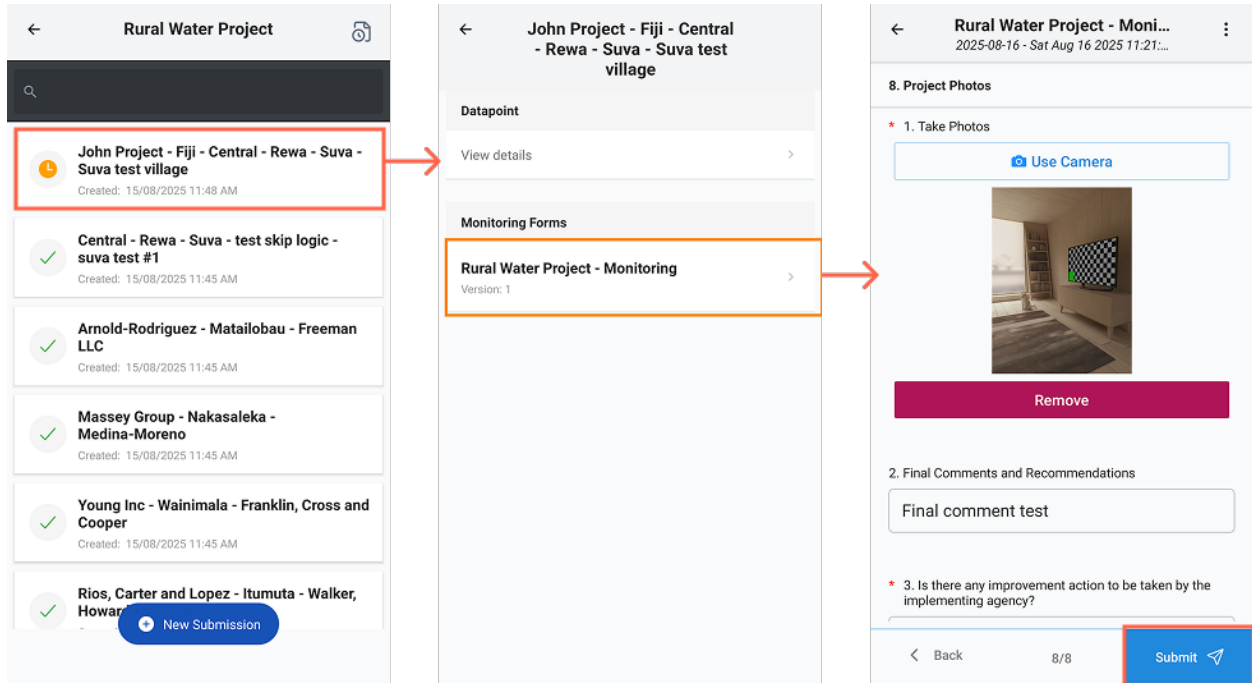 Rural Water Project
John Project - Fiji - Central - Rewa - Suva -
Suva test village
Created: 15/08/2025 11:48 AM
Central - Rewa - Suva - test skip logic -
suva test #1
Created: 15/08/2025 11:45 AM
Arnold-Rodriguez - Matailobau - Freeman
LLC
Created: 15/08/2025 11:45 AM
Massey Group - Nakasaleka -
Medina-Moreno
Created: 15/08/2025 11:45 AM
Young Inc - Wainimala - Franklin, Cross and
Cooper
Created: 15/08/2025 11:45 AM
Rios, Carter and Lopez - Itumuta - Walker,
New Submission
John Project - Fiji - Central
- Rewa - Suva - Suva test
village
Datapoint
View details
Monitoring Forms
Rural Water Project - Monitoring
Version: 1
Rural Water Project - Moni...
2025-08-16 - Sat Aug 16 2025 11:21:...
8. Project Photos
* 1. Take Photos
Use Camera
Remove
2. Final Comments and Recommendations
Final comment test
* 3. Is there any improvement action to be taken by the
implementing agency?
Back
8/8
Submit